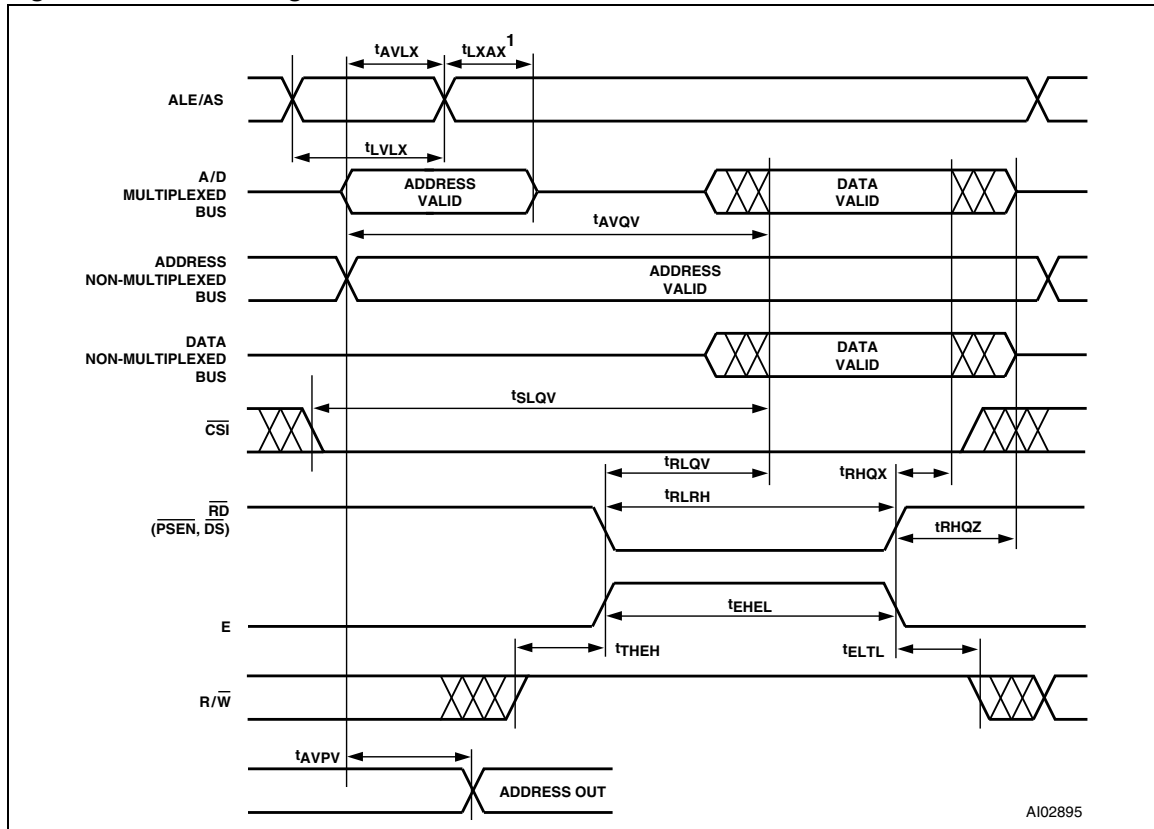 tAVLX tLXAX 1
ALE/AS
tLVLX
A/D
MULTIPLEXED
BUS
ADDRESS
VALID
DATA
VALID
tAVQV
ADDRESS
NON-MULTIPLEXED
BUS
ADDRESS
VALID
DATA
NON-MULTIPLEXED
BUS
DATA
VALID
tSLQV
CSI
tRLQV tRHQX
tRLRH
RD
(PSEN, DS)
tRHQZ
tEHEL
E
tTHEH tELTL
R/W
tAVPV
ADDRESS OUT
AI02895